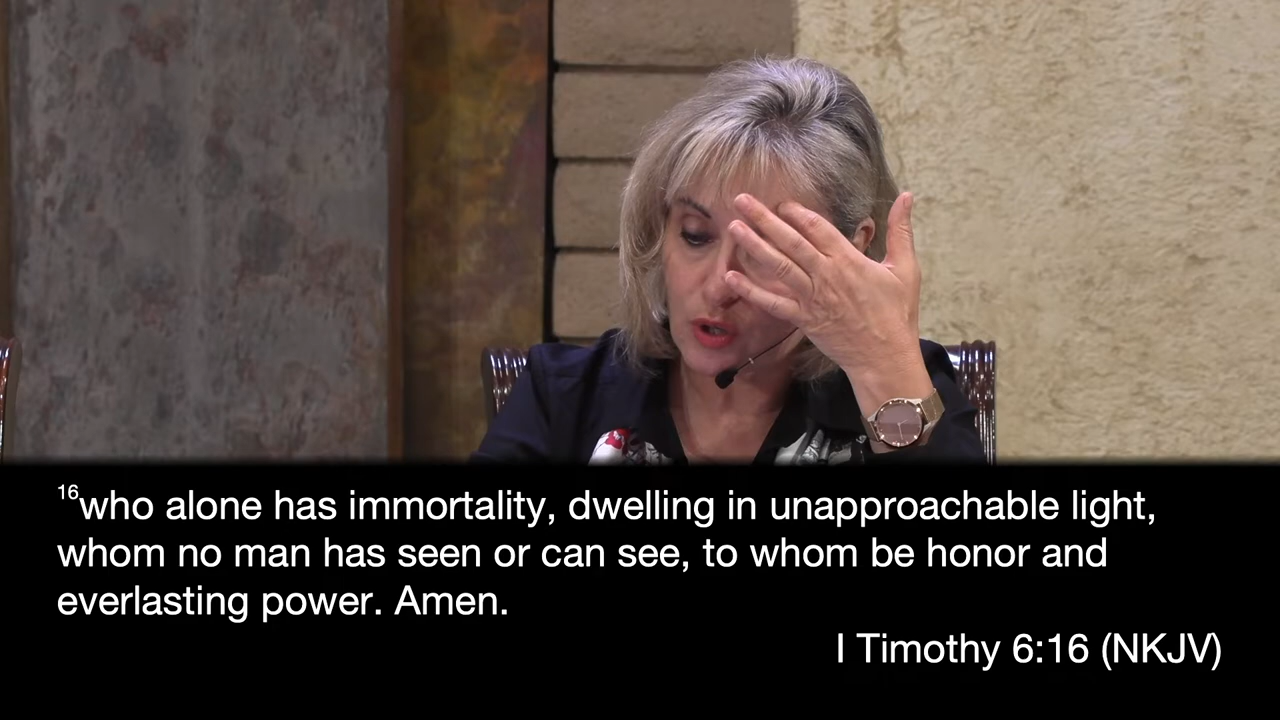 16who alone has immortality, dwelling in unapproachable light,
whom no man has seen or can see, to whom be honor and
everlasting power. Amen.
I Timothy 6:16 (NKJV)